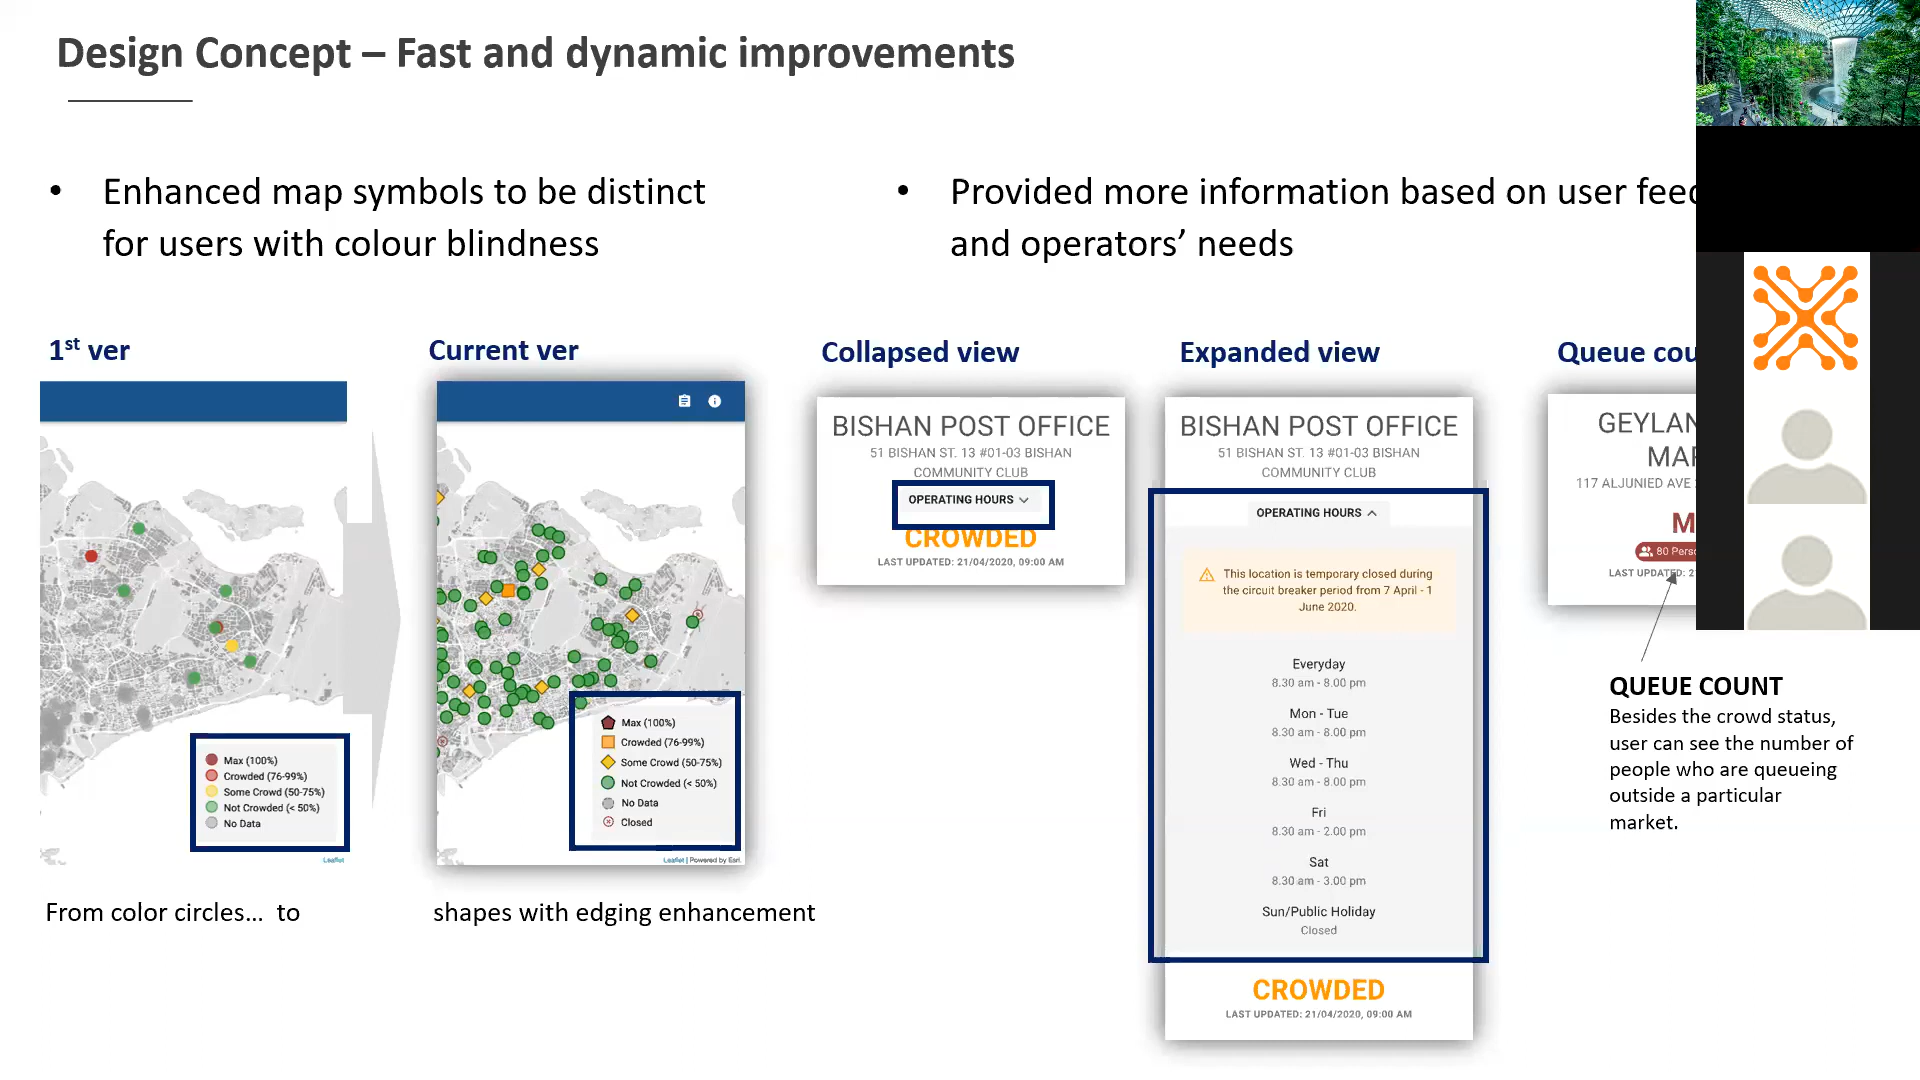 Design Concept – Fast and dynamic improvements
• Enhanced map symbols to be distinct
for users with colour blindness
• Provided more information based on user
and operators’ needs
1st ver
Max (100%)
Crowded (76-99%)
Some Crowd (50-75%)
Not Crowded (< 50%)
No Data
Leaflet
From color circles... to
Current ver
Max (100%)
Crowded (76-99%)
Some Crowd (50-75%)
Not Crowded (< 50%)
No Data
Closed
Leaflet | Powered by Esri
shapes with edging enhancement
Collapsed view
BISHAN POST OFFICE
51 BISHAN ST. 13 #01-03 BISHAN
COMMUNITY CLUB
OPERATING HOURS
CROWDED
LAST UPDATED: 21/04/2020, 09:00 AM
Expanded view
BISHAN POST OFFICE
51 BISHAN ST. 13 #01-03 BISHAN
COMMUNITY CLUB
OPERATING HOURS
This location is temporary closed during
the circuit breaker period from 7 April - 1
June 2020.
Everyday
8.30 am - 8.00 pm
Mon - Tue
8.30 am - 8.00 pm
Wed - Thu
8.30 am - 8.00 pm
Fri
8.30 am - 2.00 pm
Sat
8.30 am - 3.00 pm
Sun/Public Holiday
Closed
CROWDED
LAST UPDATED: 21/04/2020, 09:00 AM
Queue
117 ALJUNIED AVE
80
LAST UPDATED:
QUEUE COUNT
Besides the crowd status,
user can see the number of
people who are queueing
outside a particular
market.